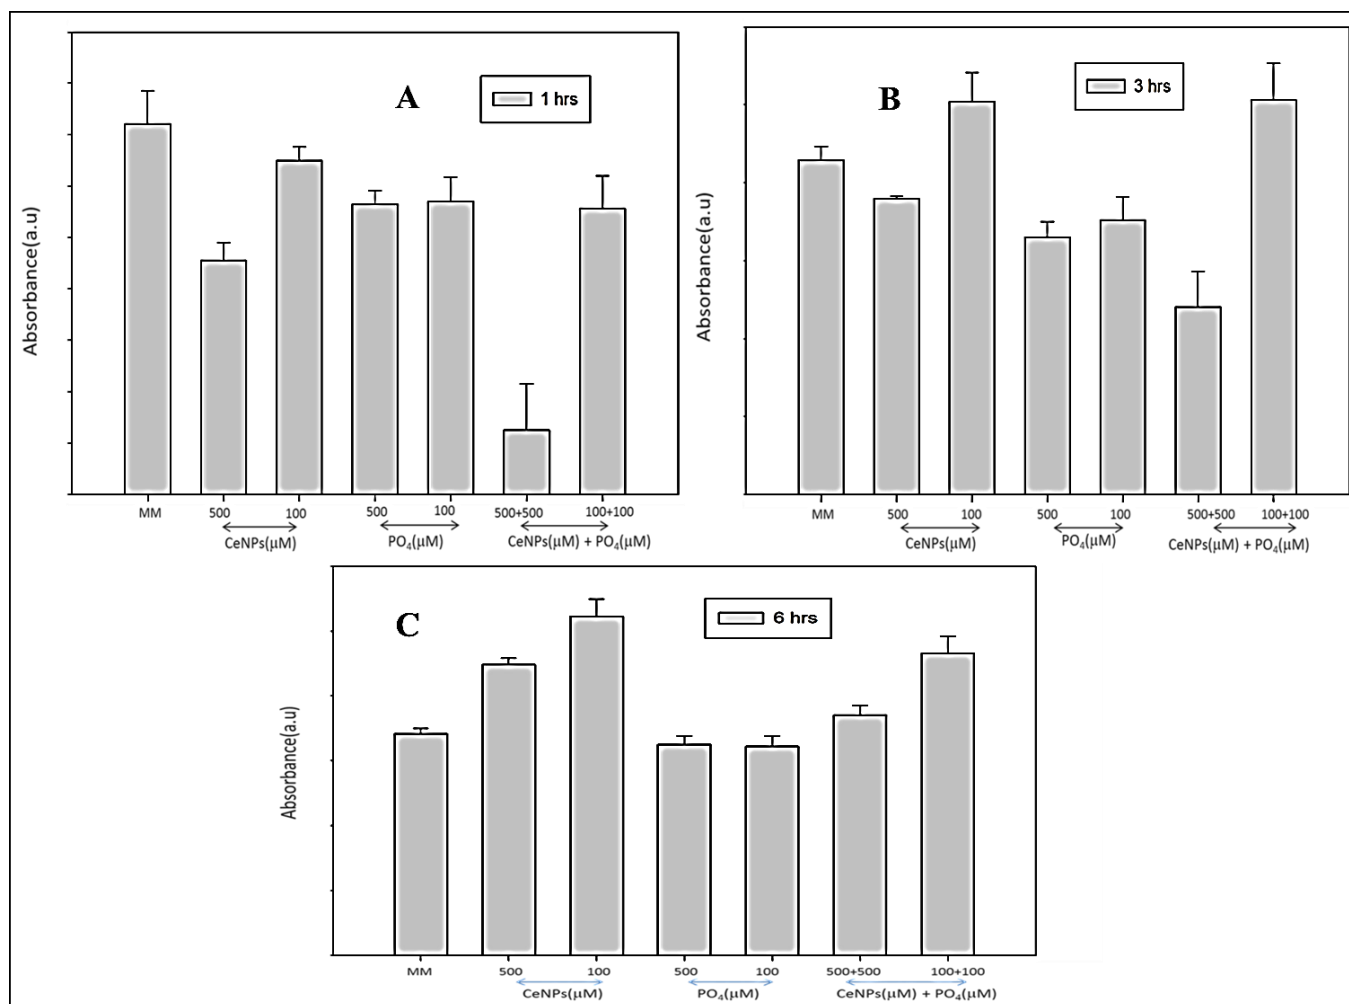 A
1 hrs
Absorbance(a.u)
MM 500 100 500 100 500+500 100+100
CeNPs(μM) PO₄(μM) CeNPs(μM) + PO₄(μM)
B
3 hrs
Absorbance(a.u)
MM 500 100 500 100 500+500 100+100
CeNPs(μM) PO₄(μM) CeNPs(μM) + PO₄(μM)
C
6 hrs
Absorbance(a.u)
MM 500 100 500 100 500+500 100+100
CeNPs(μM) PO₄(μM) CeNPs(μM) + PO₄(μM)